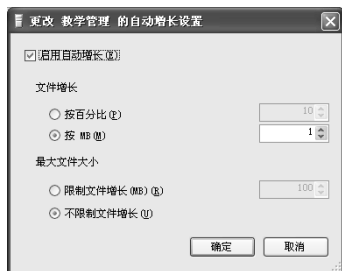 更改 教学管理 的自动增长设置
启用自动增长(E)
文件增长
按百分比(P) 10
按 MB(M) 1
最大文件大小
限制文件增长(MB)(R) 100
不限制文件增长(U)
确定 取消